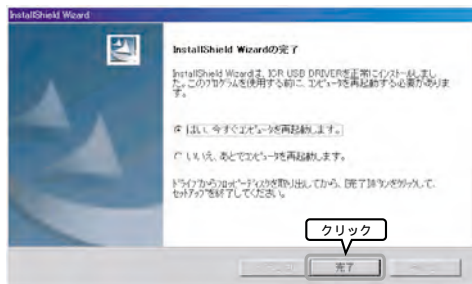 InstallShield Wizard
InstallShield Wizardの完了
InstallShield Wizardは、ICR USB DRIVERを正常にインストールしまし
た。このプログラムを使用する前に、コンピュータを再起動する必要がありま
す。
はい、今すぐコンピュータを再起動します。
いいえ、あとでコンピュータを再起動します。
ドライブからフロッピーディスクを取り出してから、[完了]ボタンをクリックして、
セットアップを終了してください。
クリック
完了